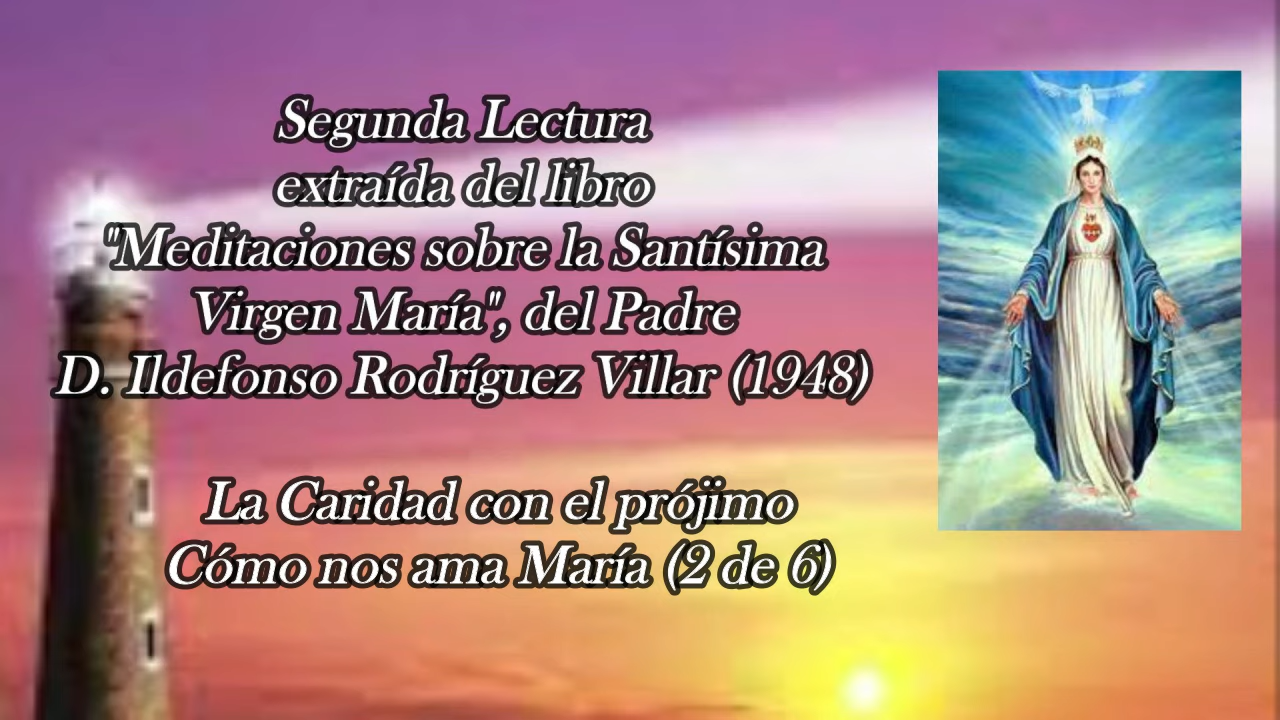 Segunda Lectura
extraída del libro
"Meditaciones sobre la Santísima
Virgen María", del Padre
D. Ildefonso Rodríguez Villar (1948)
La Caridad con el prójimo
Cómo nos ama María (2 de 6)